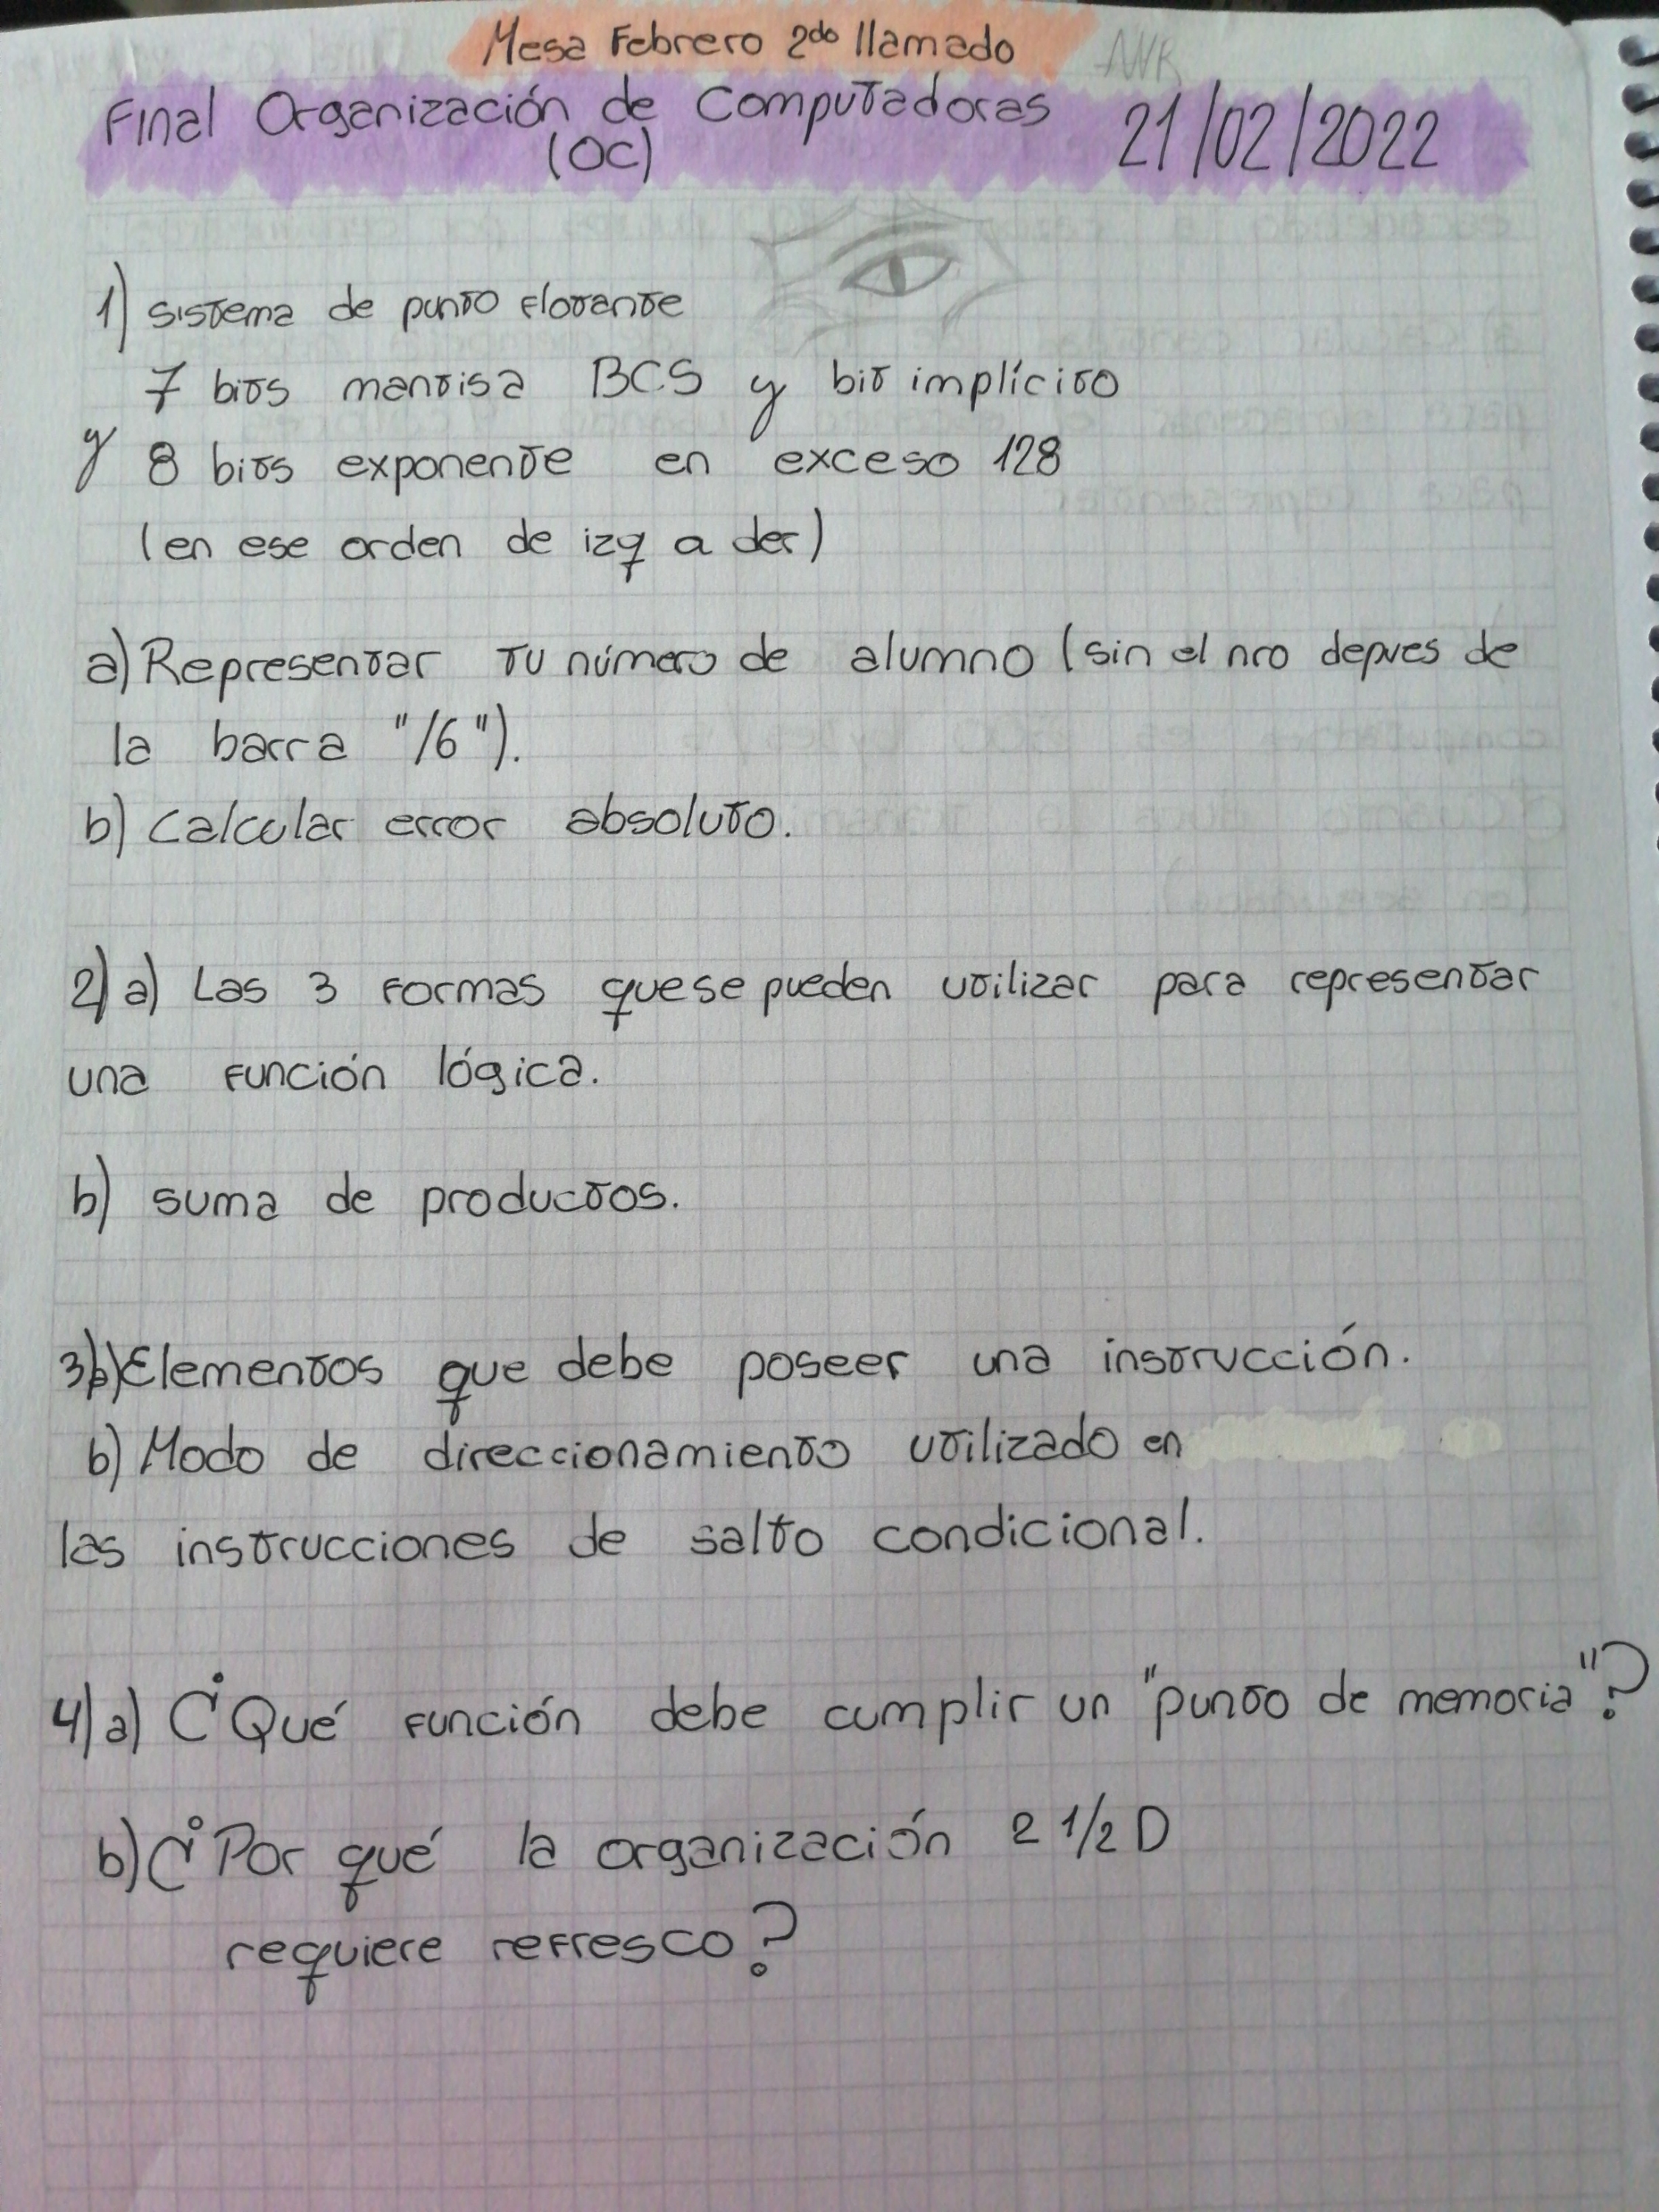 Mesa Febrero 2do llamado
Final Organización de Computadoras 21/02/2022
(OC)
1) sistema de punto flotante
7 bits mantisa BCS y bit implícito
y 8 bits exponente en exceso 128
(en ese orden de izq a der)
a) Representar tu número de alumno (sin el nro depues de
la barra "/6").
b) Calcular error absoluto.
2) a) Las 3 formas que se pueden utilizar para representar
una función lógica.
b) suma de productos.
3) b) Elementos que debe poseer una instrucción.
b) Modo de direccionamiento utilizado en
las instrucciones de salto condicional.
4) a) ¿Qué función debe cumplir un "punto de memoria"?
b) ¿Por qué la organización 2 1/2 D
requiere refresco?